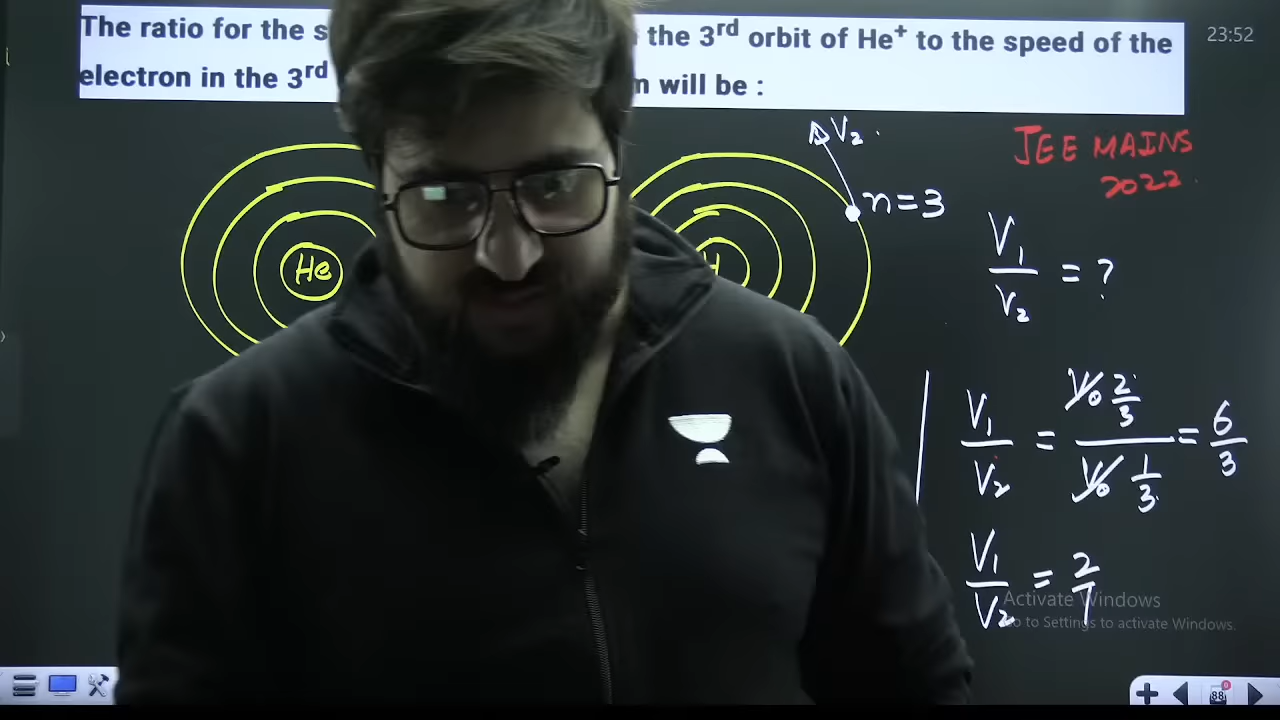 The ratio for the s the 3rd orbit of He+ to the speed of the
electron in the 3rd will be :
23:52
V2
JEE MAINS
2022
n=3
He
H
V1/V2 = ?
V1/V2 = V0 2/3 / V0 1/3 = 6/3
V1/V2 = 2/1
Activate Windows
Go to Settings to activate Windows.
88